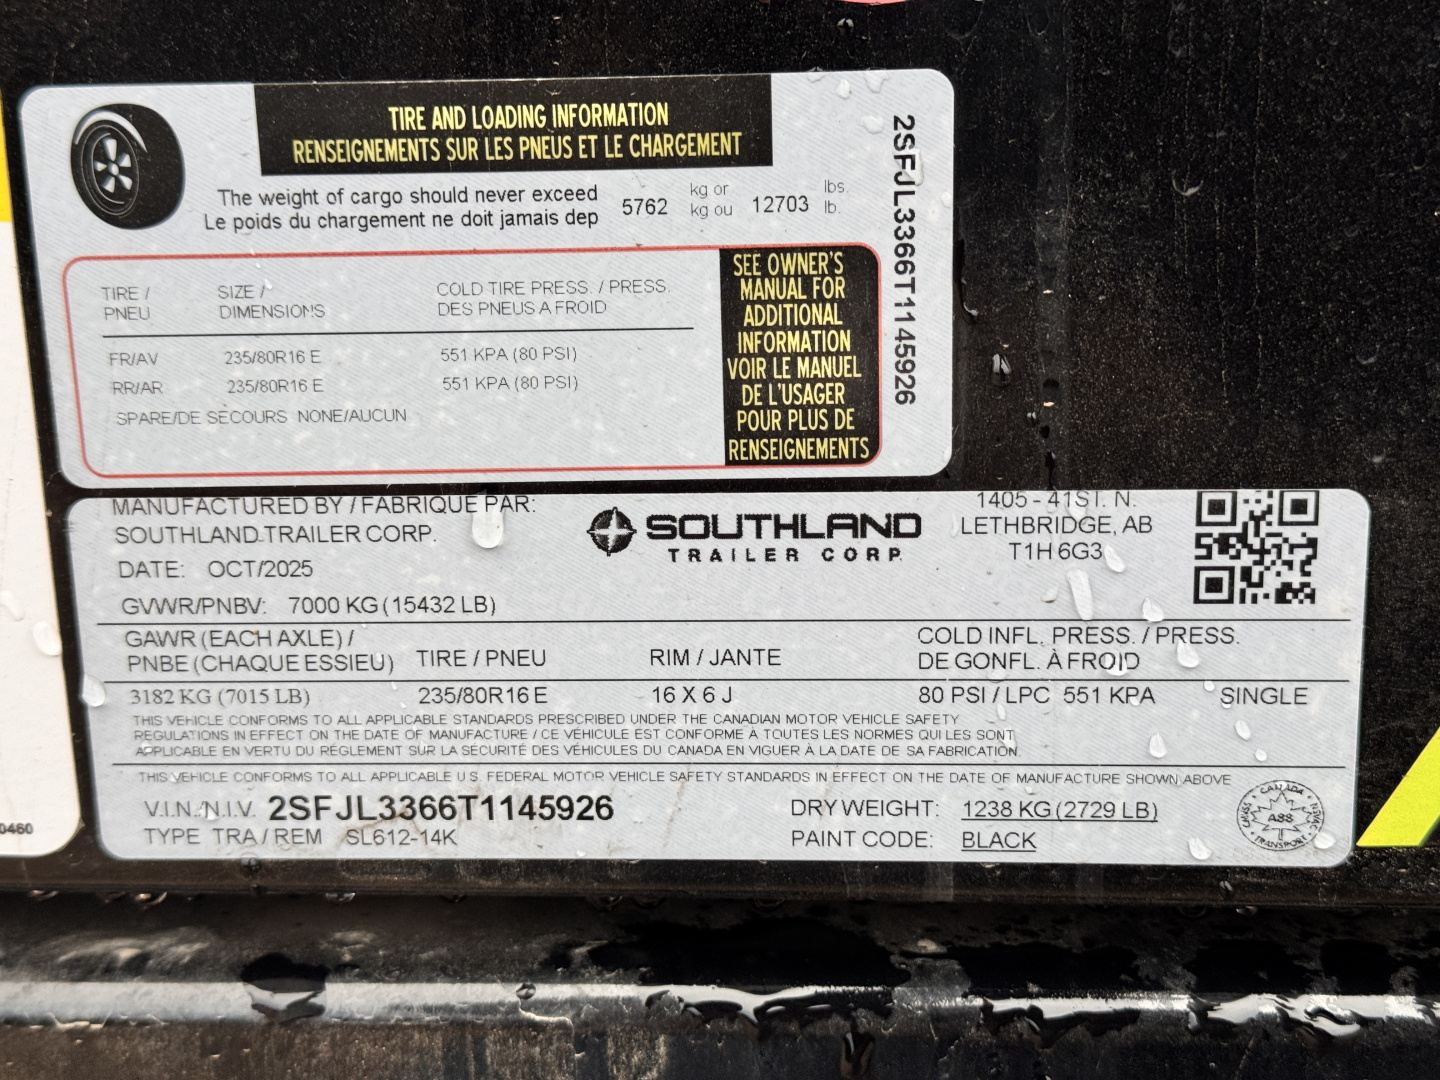 TIRE AND LOADING INFORMATION
RENSEIGNEMENTS SUR LES PNEUS ET LE CHARGEMENT
The weight of cargo should never exceed 5762 kg or 12703 lbs.
Le poids du chargement ne doit jamais dep kg ou lb.
TIRE / SIZE / COLD TIRE PRESS. / PRESS.
PNEU DIMENSIONS DES PNEUS A FROID
FR/AV 235/80R16 E 551 KPA (80 PSI)
RR/AR 235/80R16 E 551 KPA (80 PSI)
SPARE/DE SECOURS NONE/AUCUN
SEE OWNER'S
MANUAL FOR
ADDITIONAL
INFORMATION
VOIR LE MANUEL
DE L'USAGER
POUR PLUS DE
RENSEIGNEMENTS
2SFJL3366T1145926
MANUFACTURED BY / FABRIQUE PAR:
SOUTHLAND TRAILER CORP.
DATE: OCT/2025
GVWR/PNBV: 7000 KG (15432 LB)
SOUTHLAND
TRAILER CORP.
1405 - 41ST. N.
LETHBRIDGE, AB
T1H 6G3
GAWR (EACH AXLE) /
PNBE (CHAQUE ESSIEU) TIRE / PNEU RIM / JANTE
COLD INFL. PRESS. / PRESS.
DE GONFL. À FROID
3182 KG (7015 LB) 235/80R16 E 16 X 6 J 80 PSI / LPC 551 KPA SINGLE
THIS VEHICLE CONFORMS TO ALL APPLICABLE STANDARDS PRESCRIBED UNDER THE CANADIAN MOTOR VEHICLE SAFETY
REGULATIONS IN EFFECT ON THE DATE OF MANUFACTURE / CE VÉHICULE EST CONFORME À TOUTES LES NORMES QUI LES SONT
APPLICABLE EN VERTU DU RÈGLEMENT SUR LA SÉCURITÉ DES VÉHICULES DU CANADA EN VIGUER À LA DATE DE SA FABRICATION.
THIS VEHICLE CONFORMS TO ALL APPLICABLE U.S. FEDERAL MOTOR VEHICLE SAFETY STANDARDS IN EFFECT ON THE DATE OF MANUFACTURE SHOWN ABOVE
V.I.N./N.I.V. 2SFJL3366T1145926 DRY WEIGHT: 1238 KG (2729 LB)
TYPE TRA / REM SL612-14K PAINT CODE: BLACK
CANADA
TRANSPORT
0460